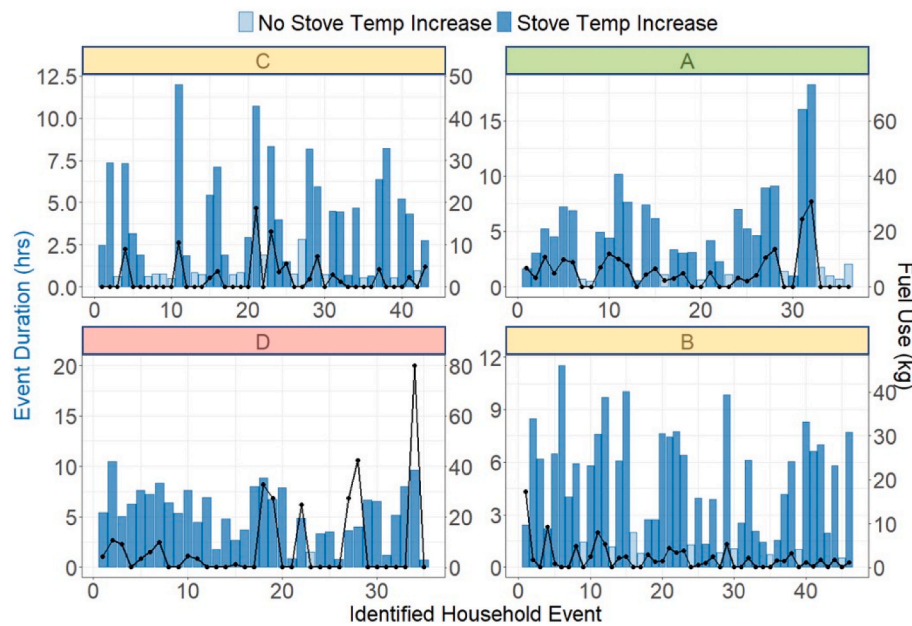 No Stove Temp Increase Stove Temp Increase
C A
12.5 50 15 60
10.0 40
7.5 30 10 40
5.0 20
2.5 10 5 20
0.0 0 0 0
0 10 20 30 40 0 10 20 30
D B
20 80 12
15 60 9 40
30
10 40 6
20
5 20 3 10
0 0 0 0
0 10 20 30 0 10 20 30 40
Event Duration (hrs)
Fuel Use (kg)
Identified Household Event